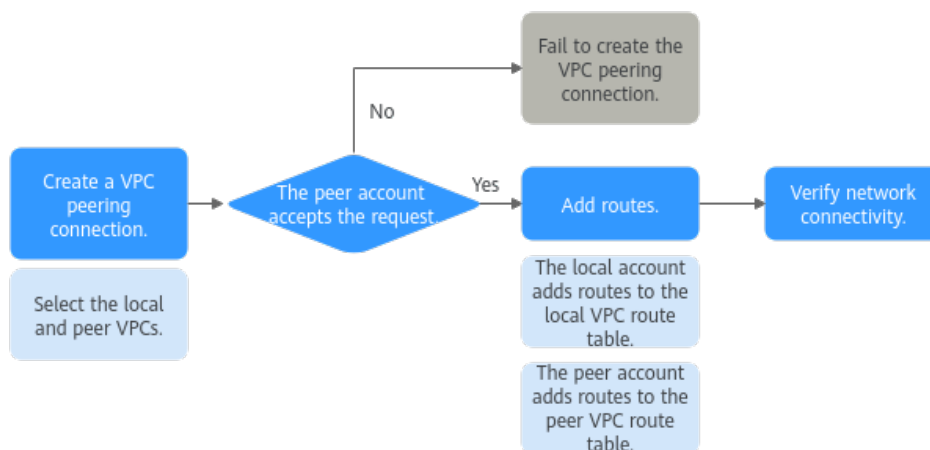 Fail to create the
VPC peering
connection.
No
Create a VPC
peering
connection.
The peer account
accepts the request.
Yes
Add routes.
Verify network
connectivity.
Select the local
and peer VPCs.
The local account
adds routes to the
local VPC route
table.
The peer account
adds routes to the
peer VPC route
table.